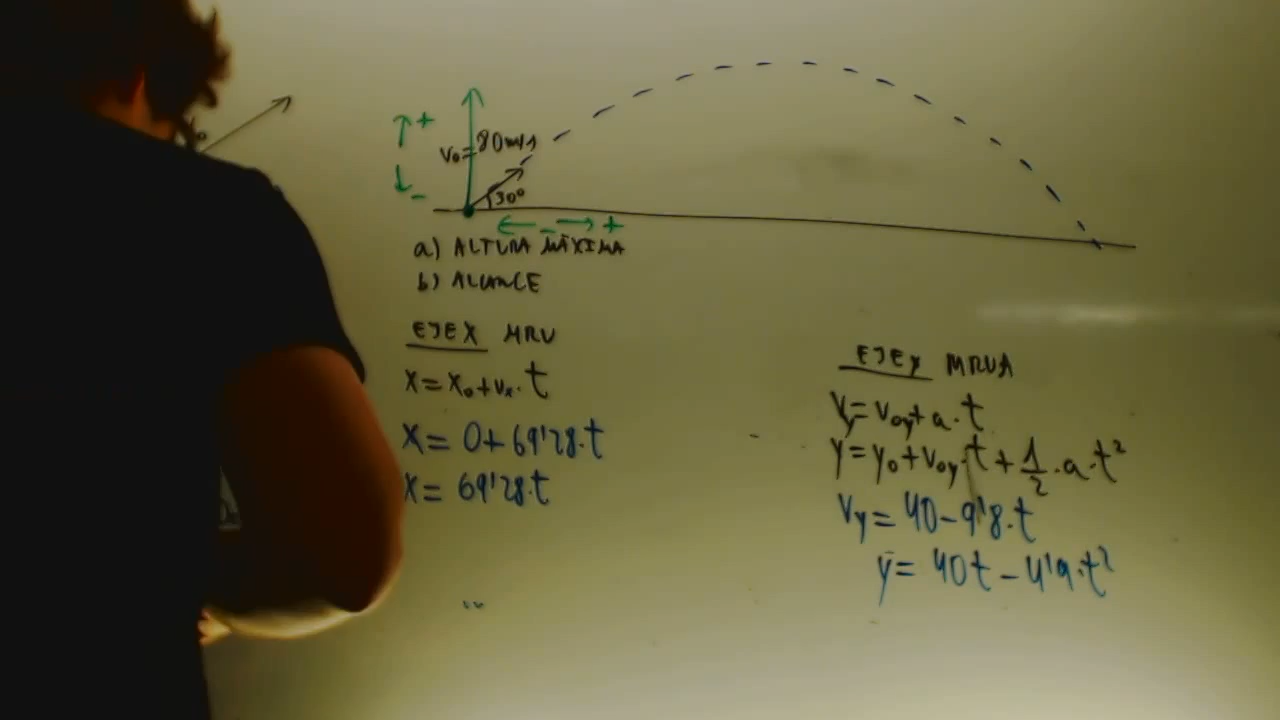 +
V₀=80m/s
-
30º
← - → +
a) ALTURA MÁXIMA
b) ALCANCE
EJE X MRU
x = x₀ + vₓ · t
x = 0 + 69'28 · t
x = 69'28 · t
EJE Y MRUA
Vy = V₀y + a · t
y = y₀ + v₀y · t + 1/2 · a · t²
Vy = 40 - 9'8 · t
y = 40t - 4'9 · t²